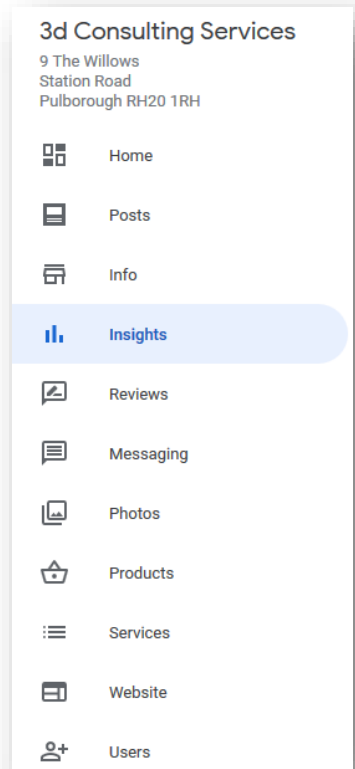 3d Consulting Services
9 The Willows
Station Road
Pulborough RH20 1RH
Home
Posts
Info
Insights
Reviews
Messaging
Photos
Products
Services
Website
Users